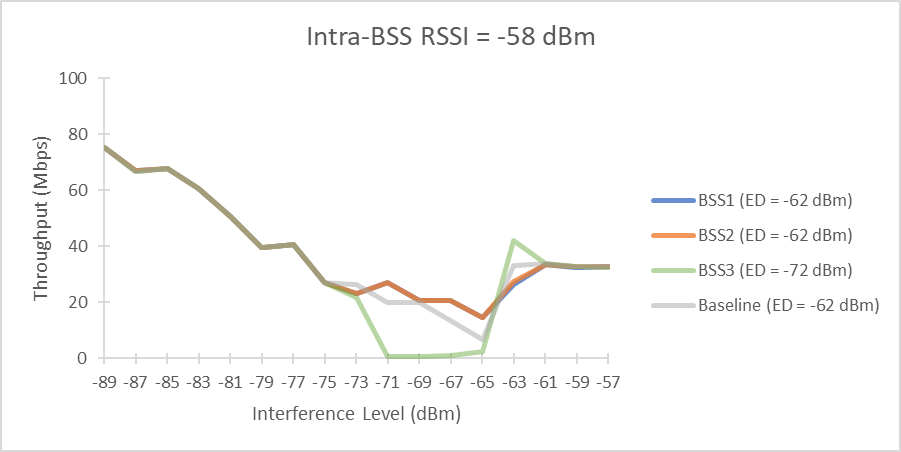 Intra-BSS RSSI = -58 dBm
100
80
60
40
20
0
Throughput (Mbps)
-89 -87 -85 -83 -81 -79 -77 -75 -73 -71 -69 -67 -65 -63 -61 -59 -57
Interference Level (dBm)
BSS1 (ED = -62 dBm)
BSS2 (ED = -62 dBm)
BSS3 (ED = -72 dBm)
Baseline (ED = -62 dBm)